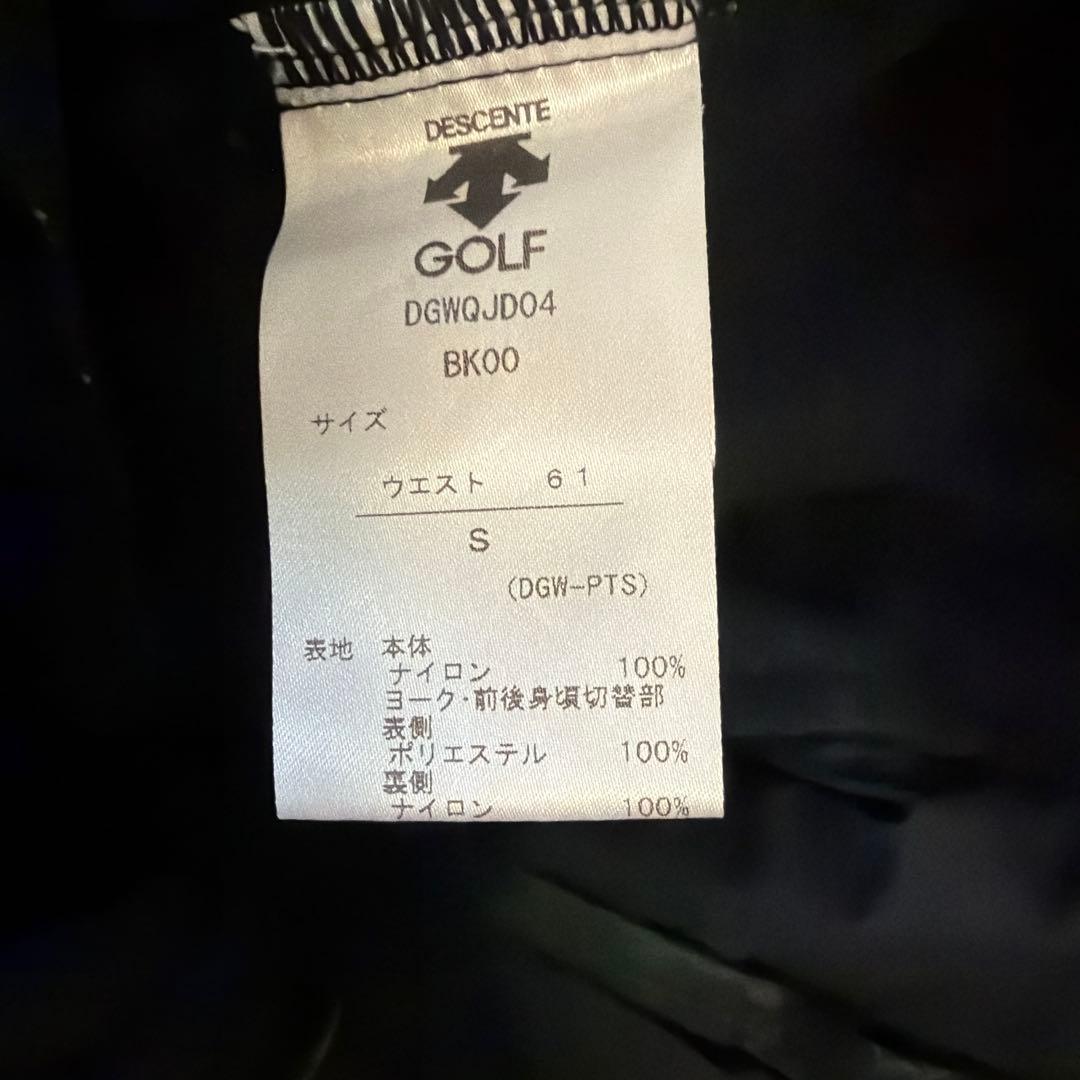 DESCENTE
GOLF
DGWQJD04
BK00
サイズ
ウエスト 61
S
(DGW-PTS)
表地 本体
ナイロン 100%
ヨーク・前後身頃切替部
表側
ポリエステル 100%
裏側
ナイロン 100%